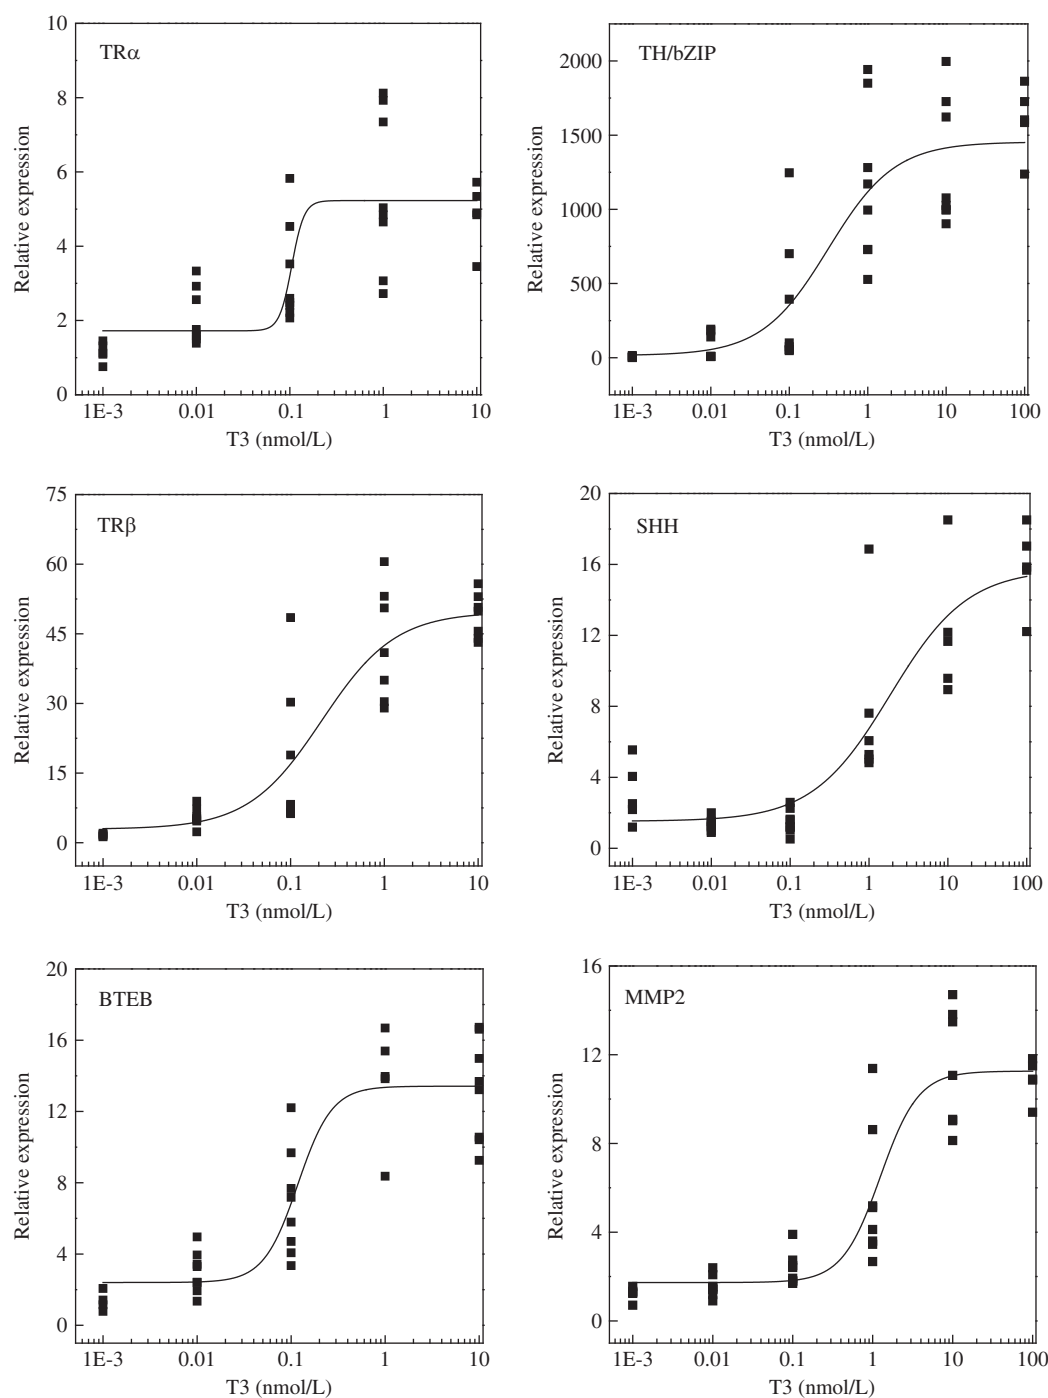 10
TRα
8
6
4
2
0
Relative expression
1E-3 0.01 0.1 1 10
T3 (nmol/L)
TH/bZIP
2000
1500
1000
500
0
Relative expression
1E-3 0.01 0.1 1 10 100
T3 (nmol/L)
75
TRβ
60
45
30
15
0
Relative expression
1E-3 0.01 0.1 1 10
T3 (nmol/L)
20
SHH
16
12
8
4
0
Relative expression
1E-3 0.01 0.1 1 10 100
T3 (nmol/L)
20
BTEB
16
12
8
4
0
Relative expression
1E-3 0.01 0.1 1 10
T3 (nmol/L)
16
MMP2
12
8
4
0
Relative expression
1E-3 0.01 0.1 1 10 100
T3 (nmol/L)